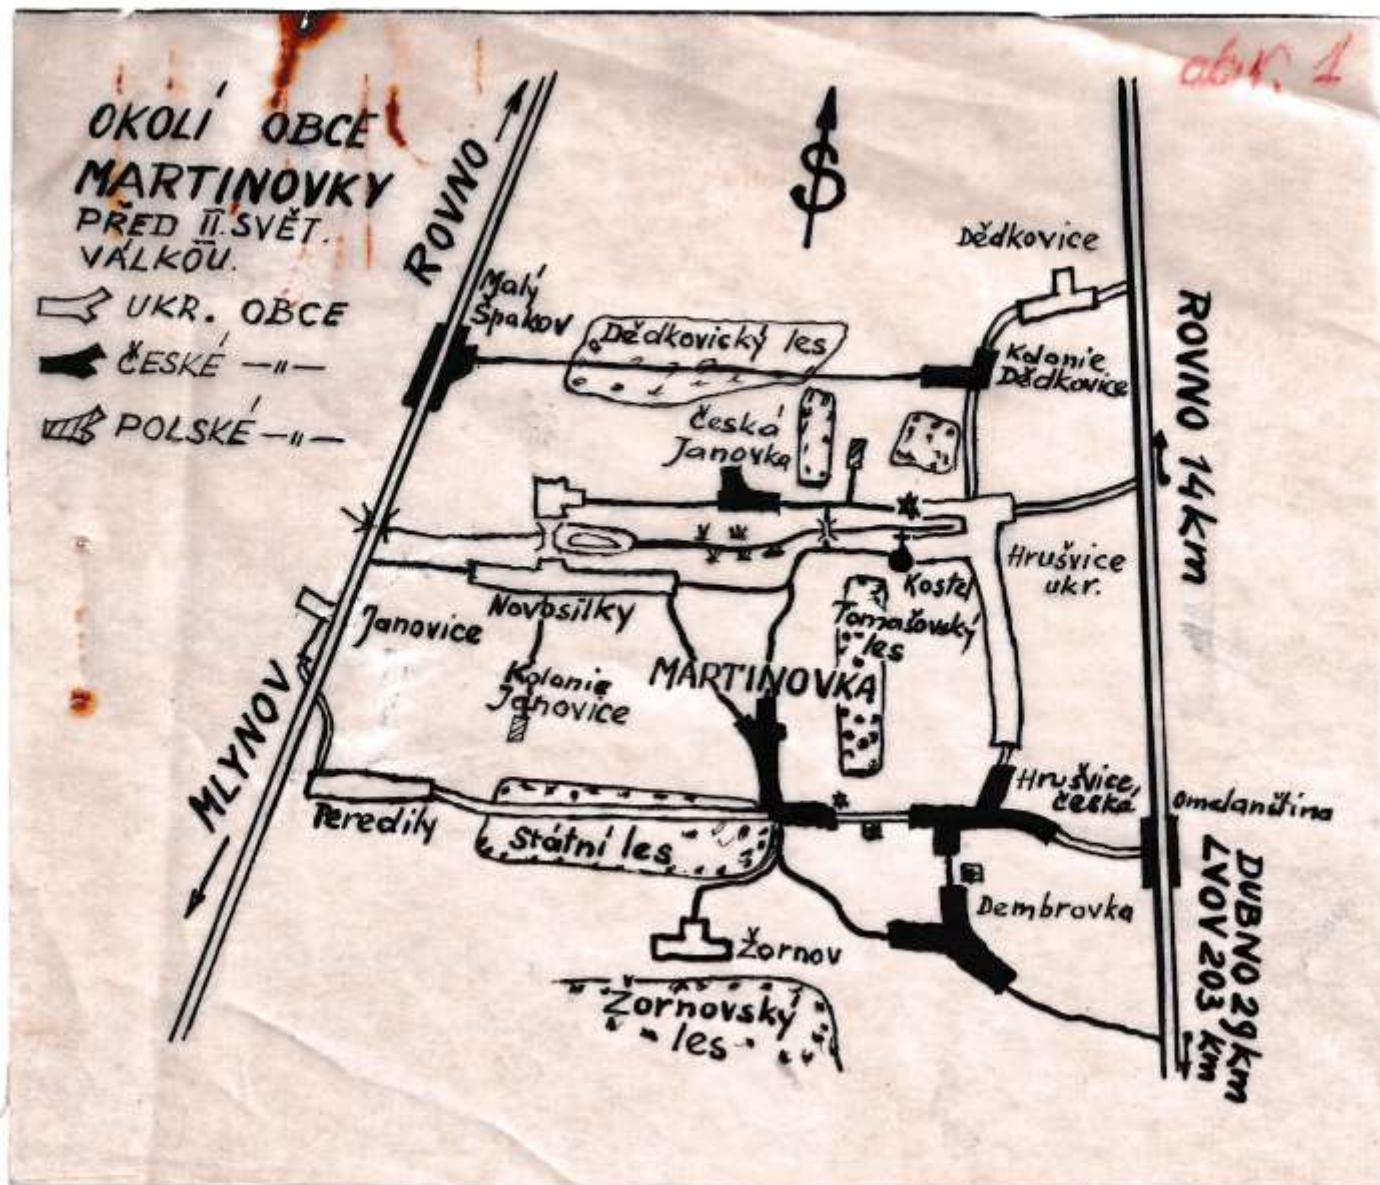 obr. 1
OKOLÍ OBCE
MARTINOVKY
PŘED II. SVĚT.
VÁLKOU.
UKR. OBCE
ČESKÉ —"—
POLSKÉ —"—
ROVNO
S
Dědkovice
Malý
Špakov
Dědkovický les
Kolonie
Dědkovice
ROVNO 14 km
Česká
Janovka
Hrušvice
ukr.
Kostel
Novosilky
Janovice
Tomašovský
les
Kolonie
Janovice
MARTINOVKA
MLYNOV
Peredily
Státní les
Hrušvice,
česká
Omelanština
Dembrovka
Žornov
DUBNO 29 km
LVOV 203 km
Žornovský
les